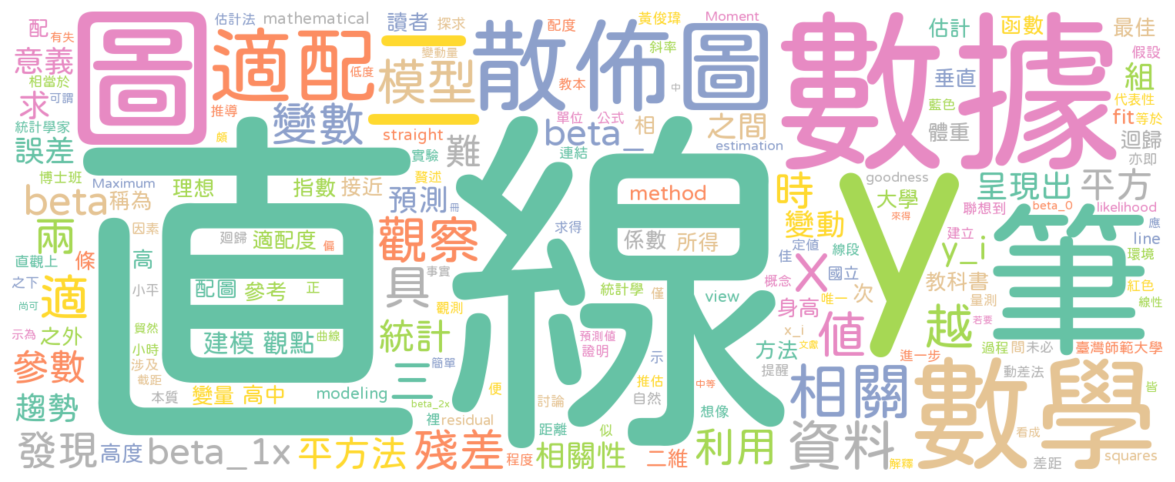 配
有失
估計法
mathematical
讀者
探求
配度
黃俊瑋
Moment
估計
函數
最佳
圖
適配
一
變動量
散佈圖
數據
意義
相當於
模型
低度
斜率
垂直
組
假設
求
可謂
推導
教本
中
藍色
代表性
統計學家
頗
變數
straight
單位
公式
beta_
相
之間
體重
fit
等於
誤差
直線
實驗
難
連結
estimation
迴歸
亦即
博士班
Maximum
理想
指數
接近
預測
method
時
goodness
大學
呈現出
平方
beta
稱為
因素
觀察
y
聯想到
beta_0
likelihood
來得
兩
條
高
迴歸
適配度
偏
求得
係數
所得
變動
定值
佳
線段
y_i
建立
line
應
筆
直觀上
之下
適
小平
配圖
參考
正
具
事實
冊
統計學
僅
x
概念
國立
教科書
環境
尚可
示為
之外
貿然
建模
觀點
曲線
統計
觀測
view
預測值
證明
身高
唯一
次
量測
紅色
線性
小時
涉及
參數
截距
三
簡單
示
x_i
文鄒
值
越
若要
方法
過程
間
未必
臺灣師範大學
進一步
趨勢
本質
變量
高中
modeling
便
beta_2x
推估
自然
中等
提醒
動差法
皆
討論
想像
相關
數學
發現
高度
beta_1x
平方法
殘差
裡
residual
程度
距離
似
相關性
二維
利用
資料
解釋
看成
差距
squares